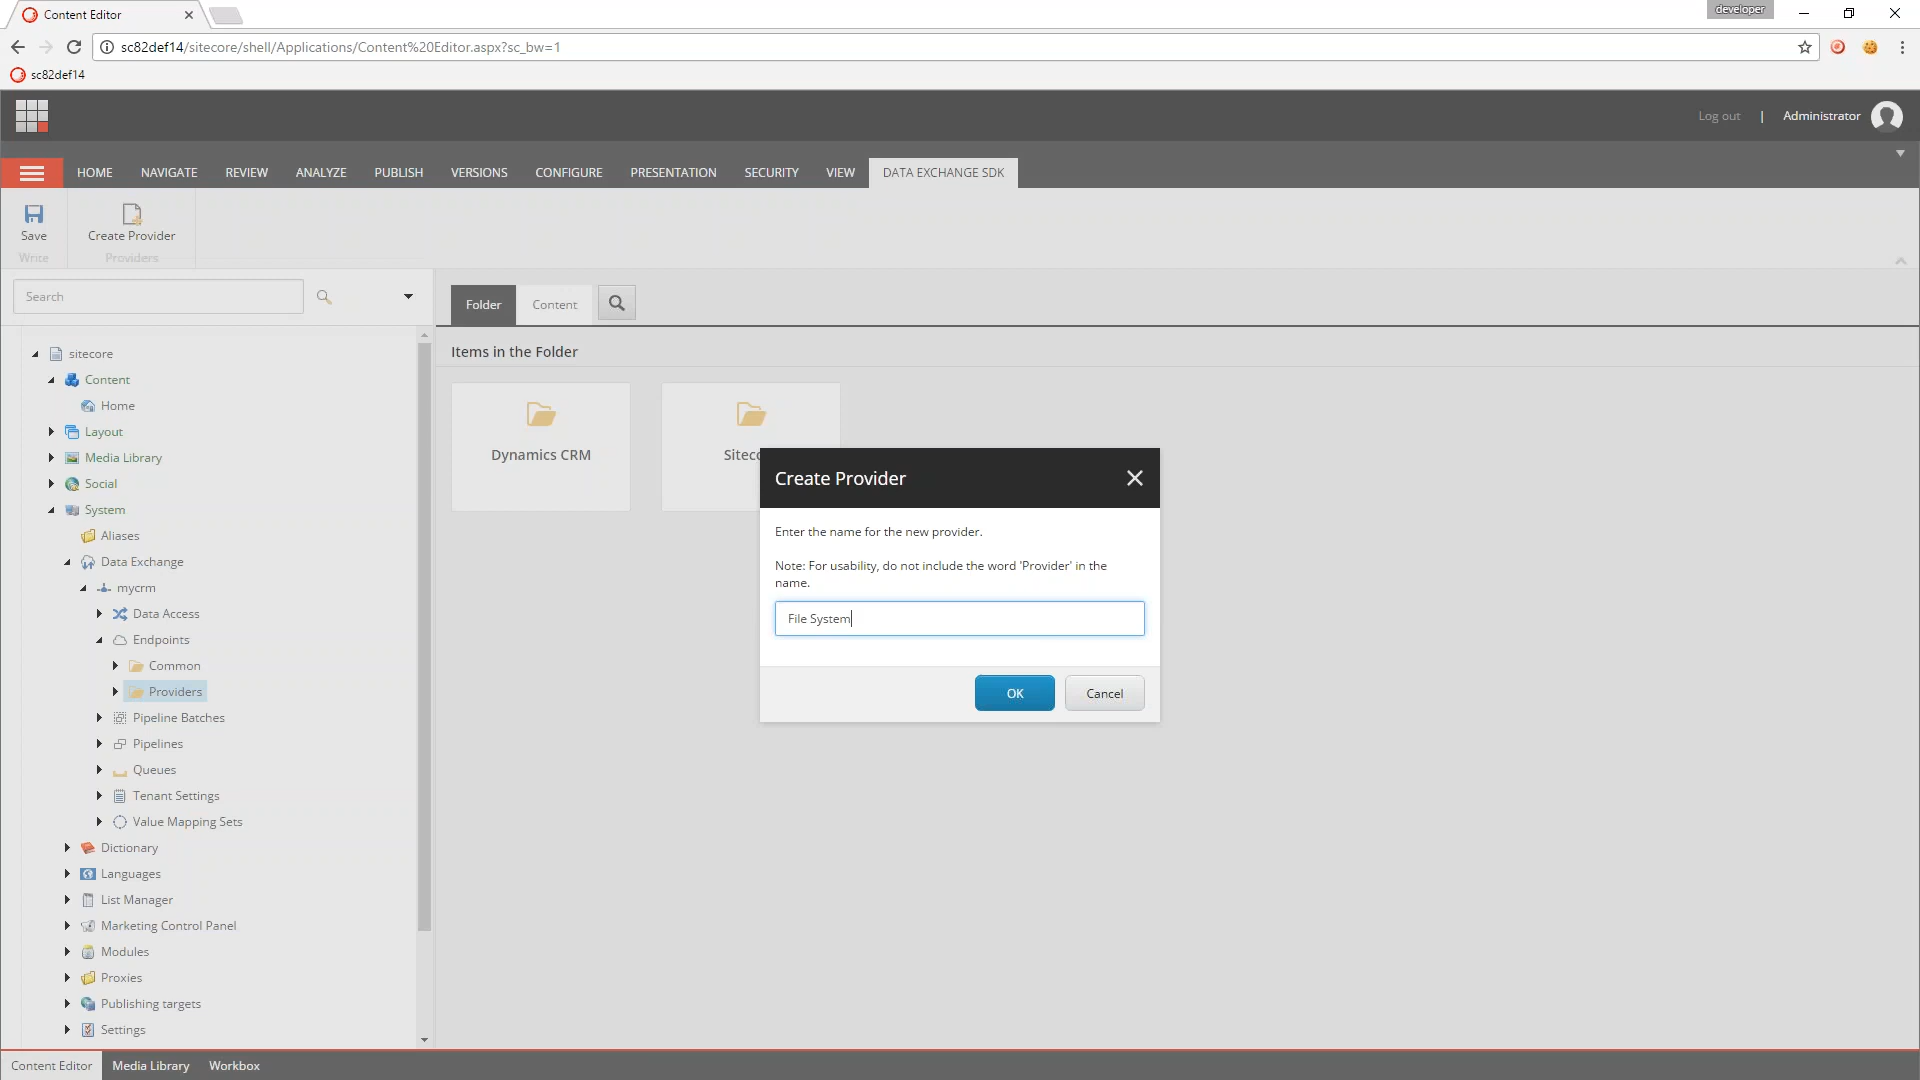 Content Editor
developer
sc82def14/sitecore/shell/Applications/Content%20Editor.aspx?sc_bw=1
sc82def14
Log out | Administrator
HOME NAVIGATE REVIEW ANALYZE PUBLISH VERSIONS CONFIGURE PRESENTATION SECURITY VIEW DATA EXCHANGE SDK
Save Create Provider
Write Providers
Search
Folder Content
Items in the Folder
Dynamics CRM
Siteco
Create Provider
Enter the name for the new provider.
Note: For usability, do not include the word 'Provider' in the
name.
File System
OK Cancel
sitecore
Content
Home
Layout
Media Library
Social
System
Aliases
Data Exchange
mycrm
Data Access
Endpoints
Common
Providers
Pipeline Batches
Pipelines
Queues
Tenant Settings
Value Mapping Sets
Dictionary
Languages
List Manager
Marketing Control Panel
Modules
Proxies
Publishing targets
Settings
Content Editor Media Library Workbox